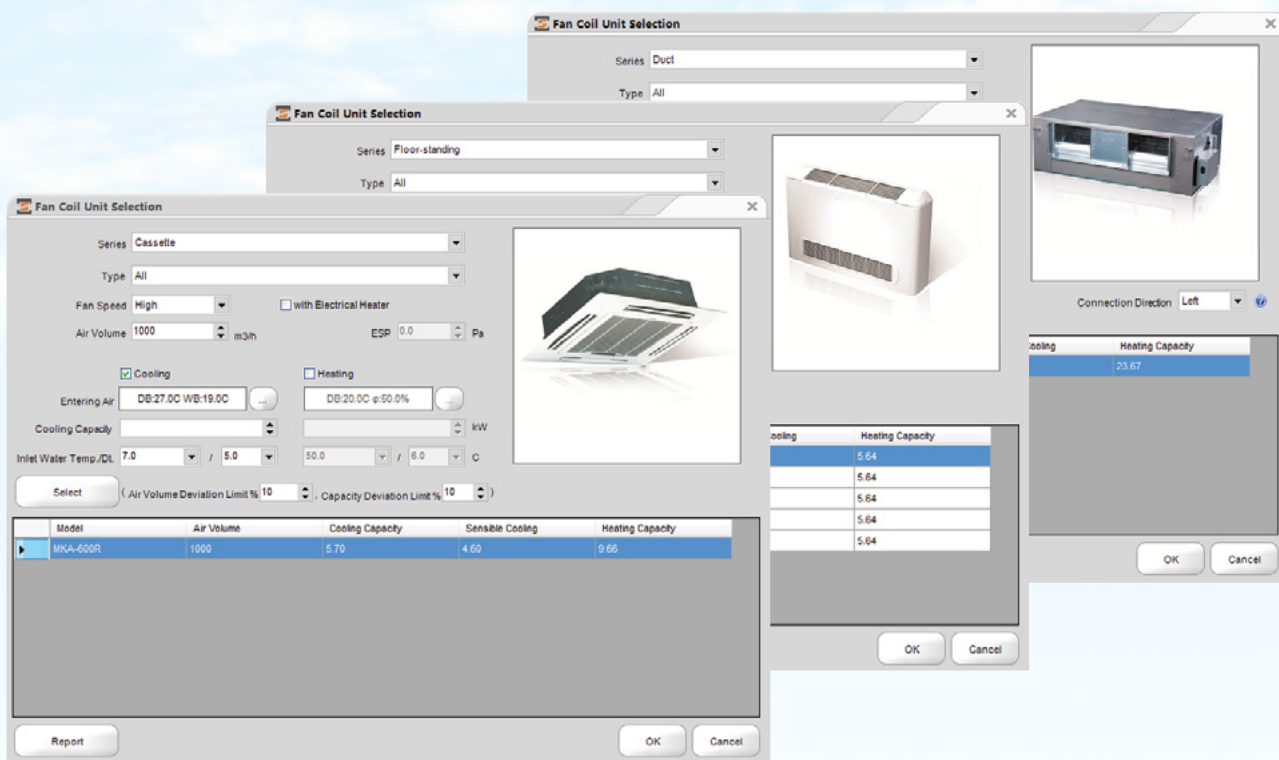 Fan Coil Unit Selection
Series Duct
Type All
Connection Direction Left
Cooling Heating Capacity
23.67
OK Cancel
Fan Coil Unit Selection
Series Floor-standing
Type All
Cooling Heating Capacity
5.64
5.64
5.64
5.64
5.64
OK Cancel
Fan Coil Unit Selection
Series Cassette
Type All
Fan Speed High with Electrical Heater
Air Volume 1000 m3/h ESP 0.0 Pa
Cooling Heating
Entering Air DB:27.0C WB:19.0C ... DB:20.0C φ:50.0% ...
Cooling Capacity kW
Inlet Water Temp./Dt. 7.0 / 5.0 50.0 / 6.0 C
Select ( Air Volume Deviation Limit % 10 , Capacity Deviation Limit % 10 )
Model Air Volume Cooling Capacity Sensible Cooling Heating Capacity
MKA-600R 1000 5.70 4.60 9.66
Report OK Cancel